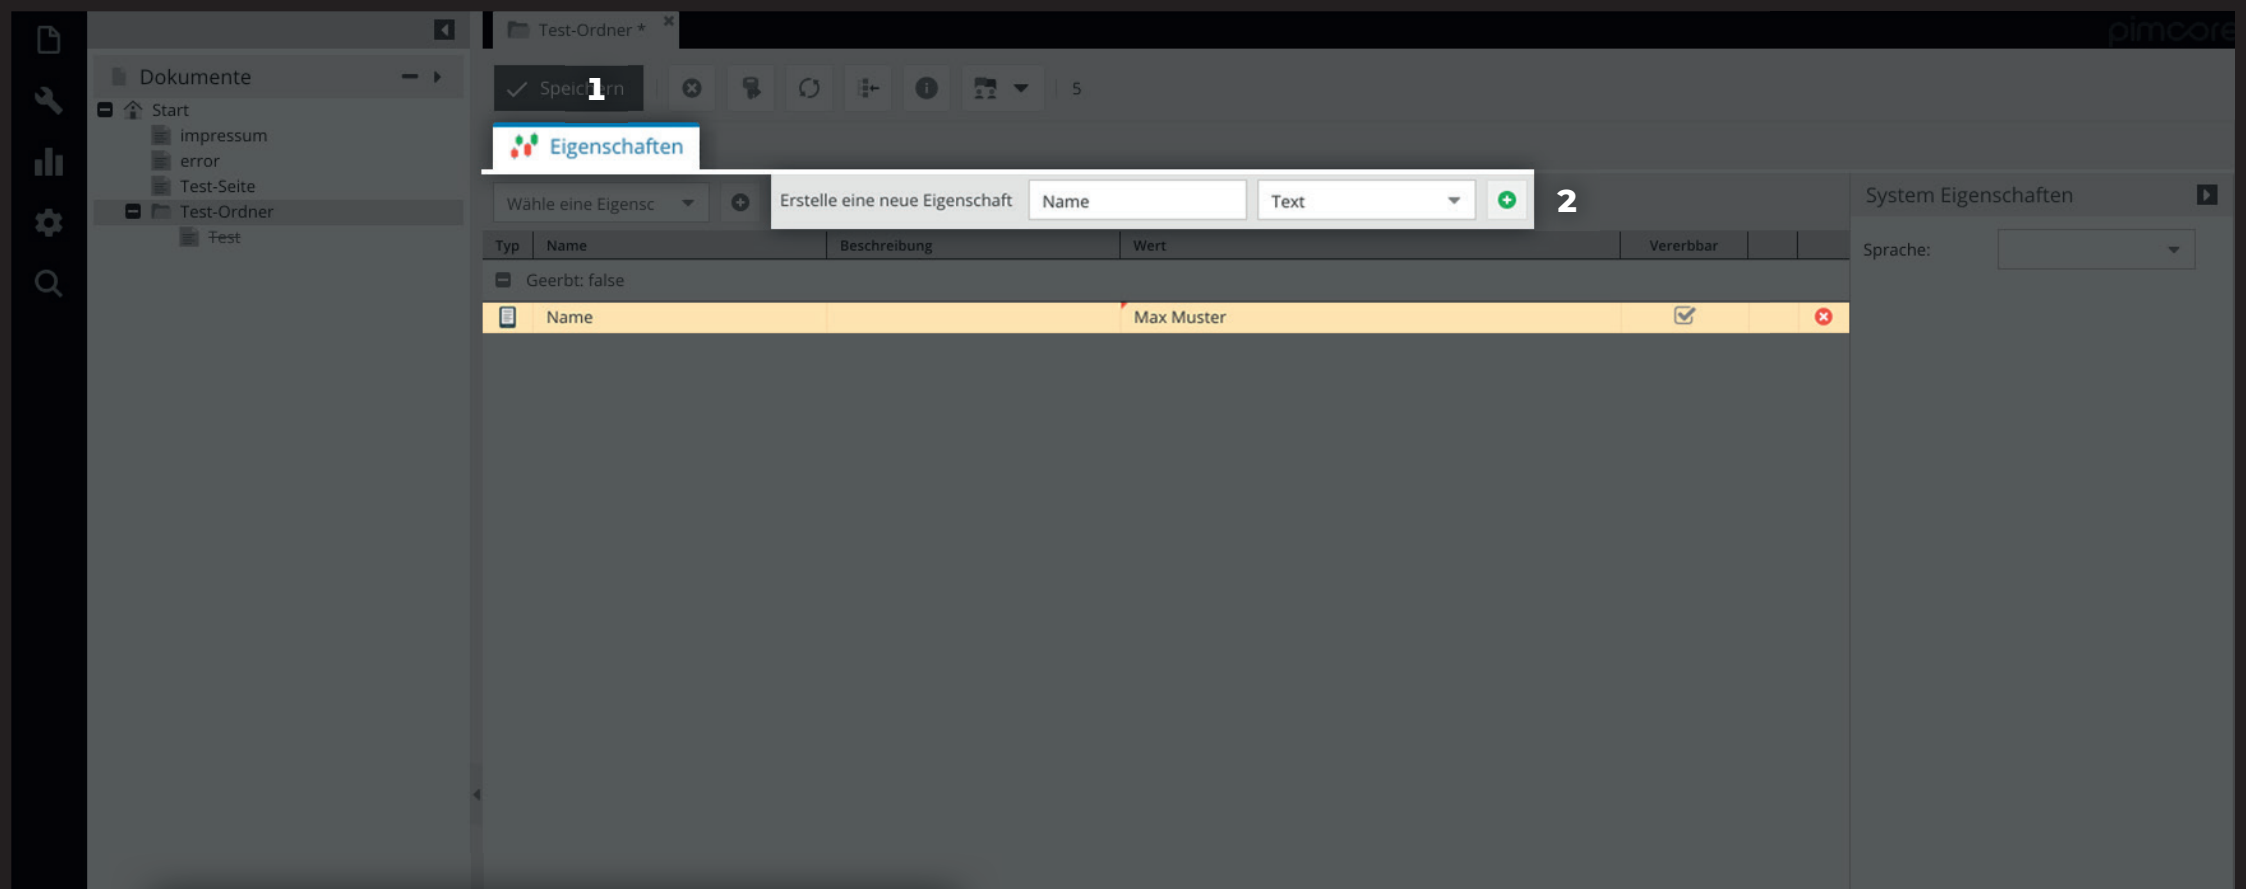 Test-Ordner *
pimcore
Dokumente
Speichern
1
5
Start
impressum
error
Test-Seite
Test-Ordner
Test
Eigenschaften
Wähle eine Eigensc
Erstelle eine neue Eigenschaft
Name
Text
2
System Eigenschaften
Typ
Name
Beschreibung
Wert
Vererbbar
Sprache:
Geerbt: false
Name
Max Muster